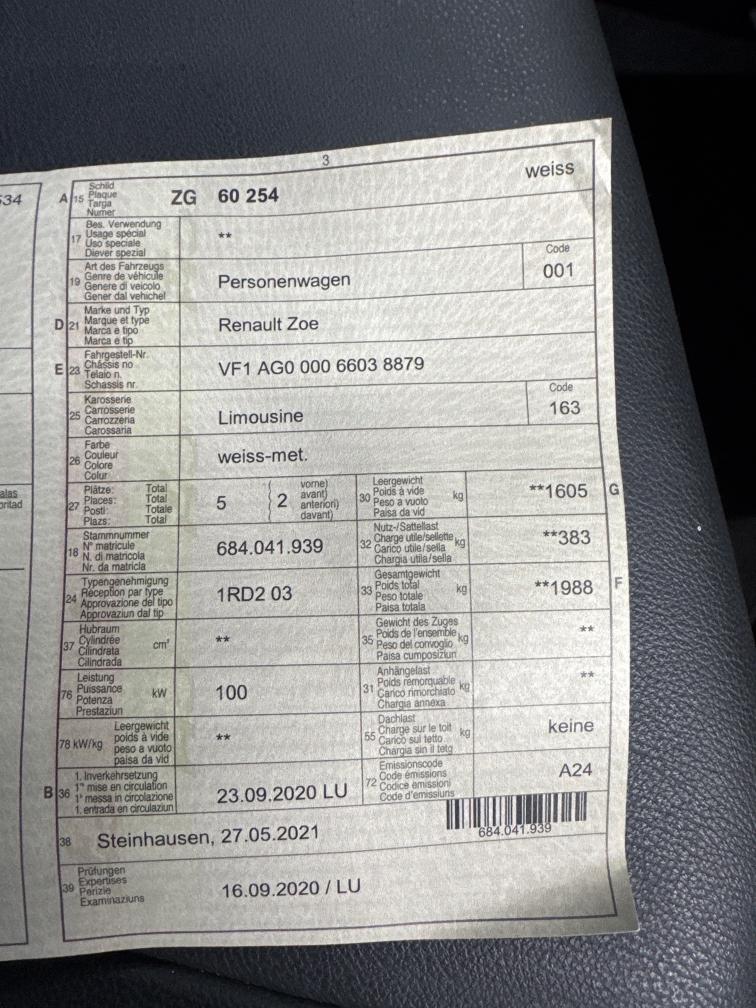 3
534
A 15 Schild Plaque Targa Numer ZG 60 254 weiss
17 Bes. Verwendung Usage spécial Uso speciale Diever spezial **
19 Art des Fahrzeugs Genre de véhicule Genere di veicolo Gener dal vehichel Personenwagen Code 001
D 21 Marke und Typ Marque et type Marca e tipo Marca e tip Renault Zoe
E 23 Fahrgestell-Nr. Châssis no Telaio n. Schassis nr. VF1 AG0 000 6603 8879
25 Karosserie Carrosserie Carrozzeria Carossaria Limousine Code 163
26 Farbe Couleur Colore Colur weiss-met.
27 Plätze: Total Places: Total Posti: Totale Plazs: Total 5 2 vorne) avant) anteriori) davant)
30 Leergewicht Poids à vide Peso a vuoto Paisa da vid kg **1605 G
18 Stammnummer N° matricule N. di matricola Nr. da matricla 684.041.939
32 Nutz-/Sattellast Charge utile/sellette Carico utile/sella Chargia utila/sella kg **383
24 Typengenehmigung Réception par type Approvazione del tipo Approvaziun dal tip 1RD2 03
33 Gesamtgewicht Poids total Peso totale Paisa totala kg **1988 F
37 Hubraum Cylindrée Cilindrata Cilindrada cm³ **
35 Gewicht des Zuges Poids de l'ensemble Peso del convoglio Paisa cumposiziun kg **
76 Leistung Puissance Potenza Prestaziun kW 100
31 Anhängelast Poids remorquable Carico rimorchiato Chargia annexa kg **
78 kW/kg Leergewicht poids à vide peso a vuoto paisa da vid **
55 Dachlast Charge sur le toit Carico sul tetto Chargia sin il tetg kg keine
B 36 1. Inverkehrsetzung 1re mise en circulation 1a messa in circolazione 1. entrada en circulaziun 23.09.2020 LU
72 Emissionscode Code émissions Codice emissioni Code d'emissiuns A24
38 Steinhausen, 27.05.2021
684.041.939
39 Prüfungen Expertises Perizie Examinaziuns 16.09.2020 / LU